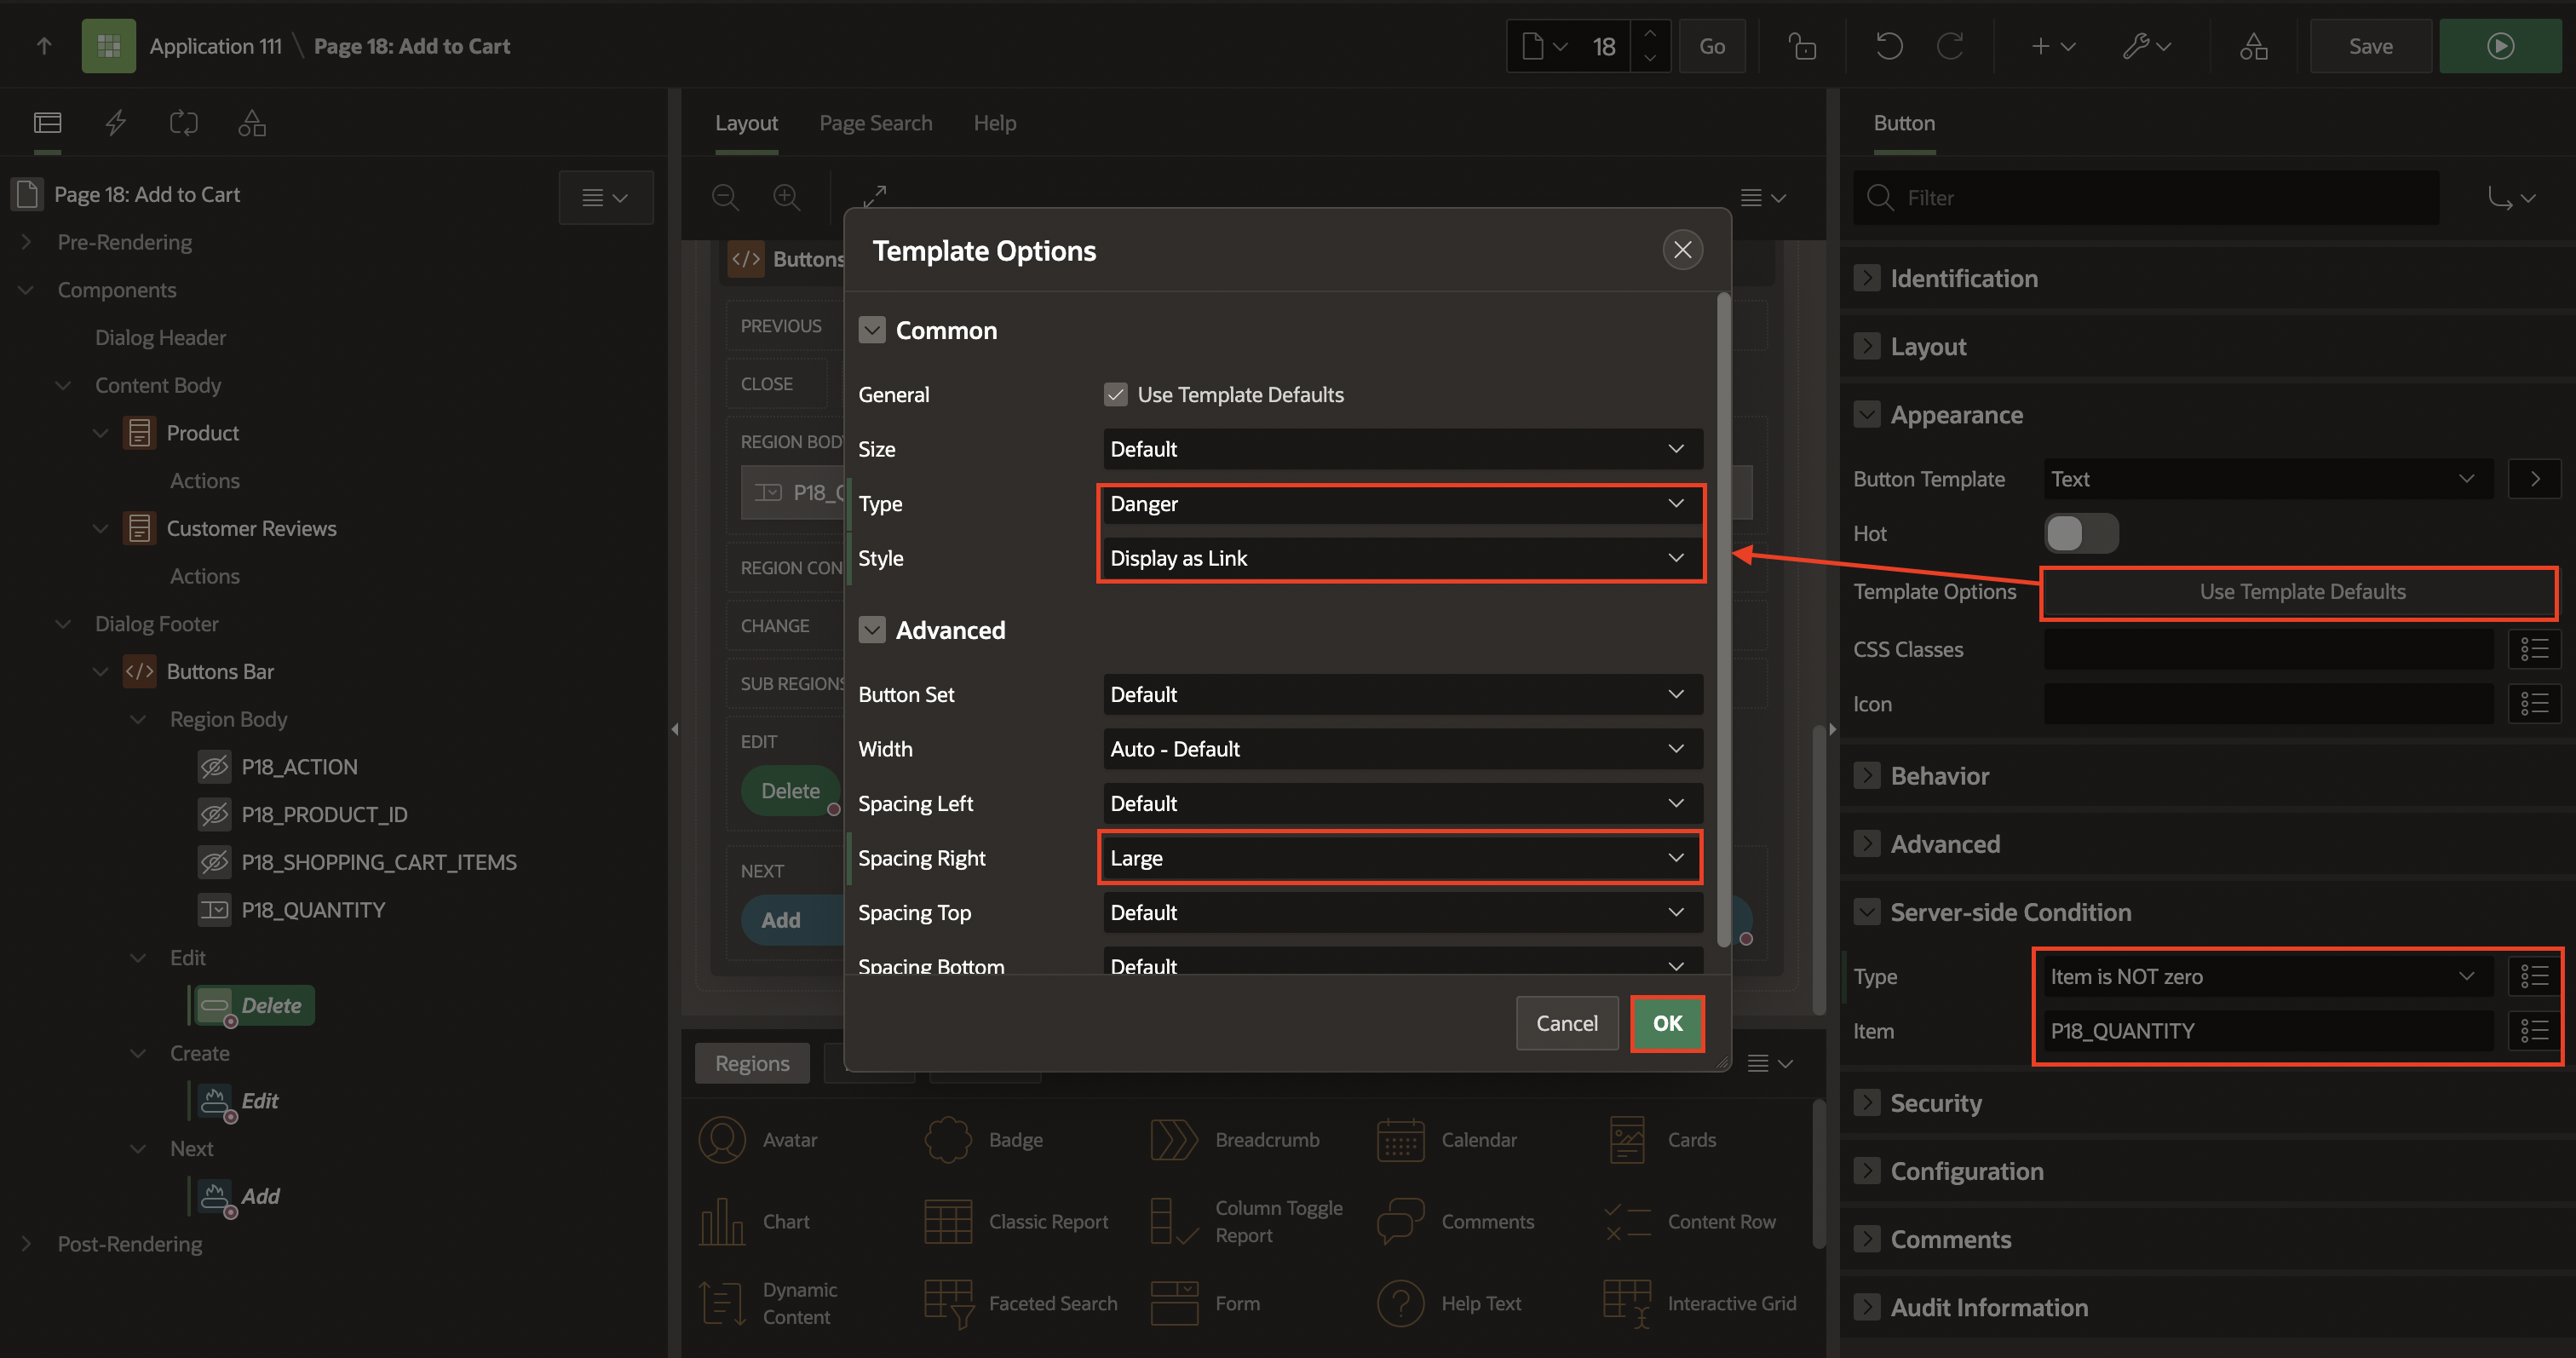 Application 111 \ Page 18: Add to Cart
18
Go
Save
Layout
Page Search
Help
Button
Page 18: Add to Cart
Pre-Rendering
Components
Dialog Header
Content Body
Product
Actions
Customer Reviews
Actions
Dialog Footer
Buttons Bar
Region Body
P18_ACTION
P18_PRODUCT_ID
P18_SHOPPING_CART_ITEMS
P18_QUANTITY
Edit
Delete
Create
Edit
Next
Add
Post-Rendering
Buttons
PREVIOUS
CLOSE
REGION BODY
P18_Q
REGION CON
CHANGE
SUB REGIONS
EDIT
Delete
NEXT
Add
Template Options
Common
General
Use Template Defaults
Size
Default
Type
Danger
Style
Display as Link
Advanced
Button Set
Default
Width
Auto - Default
Spacing Left
Default
Spacing Right
Large
Spacing Top
Default
Spacing Bottom
Default
Cancel
OK
Regions
Avatar
Badge
Breadcrumb
Calendar
Cards
Chart
Classic Report
Column Toggle
Report
Comments
Content Row
Dynamic
Content
Faceted Search
Form
Help Text
Interactive Grid
Filter
Identification
Layout
Appearance
Button Template
Text
Hot
Template Options
Use Template Defaults
CSS Classes
Icon
Behavior
Advanced
Server-side Condition
Type
Item is NOT zero
Item
P18_QUANTITY
Security
Configuration
Comments
Audit Information